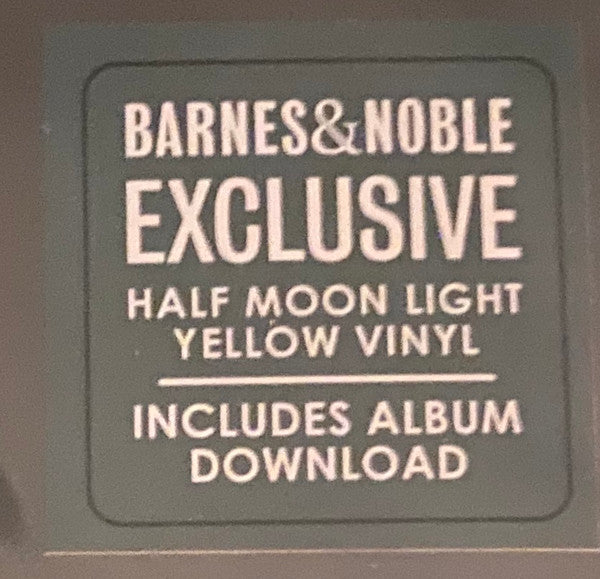 BARNES&NOBLE
EXCLUSIVE
HALF MOON LIGHT
YELLOW VINYL
INCLUDES ALBUM
DOWNLOAD